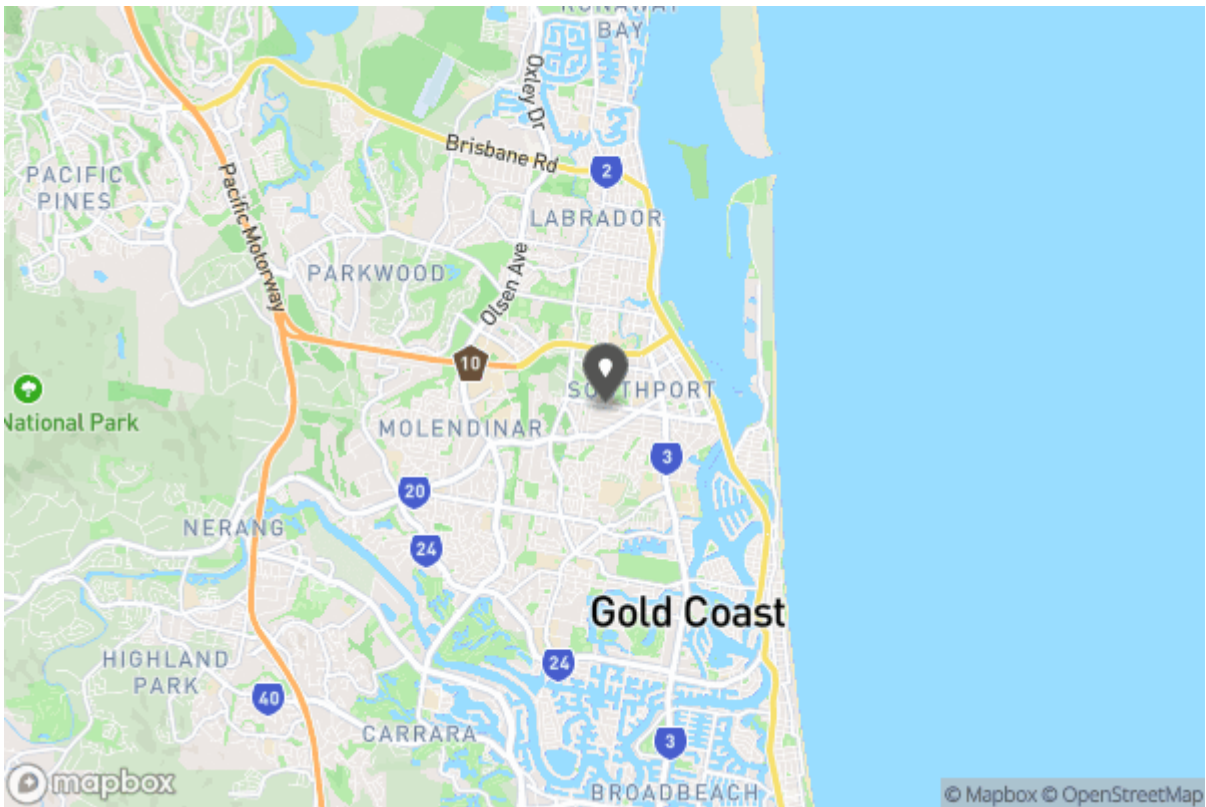 RUNAWAY
BAY
Oxley Dr
Brisbane Rd
2
PACIFIC
PINES
Pacific Motorway
LABRADOR
PARKWOOD
Olsen Ave
10
SOUTHPORT
National Park
MOLENDINAR
3
20
NERANG
24
Gold Coast
HIGHLAND
PARK
24
40
CARRARA
3
BROADBEACH
mapbox
© Mapbox © OpenStreetMap